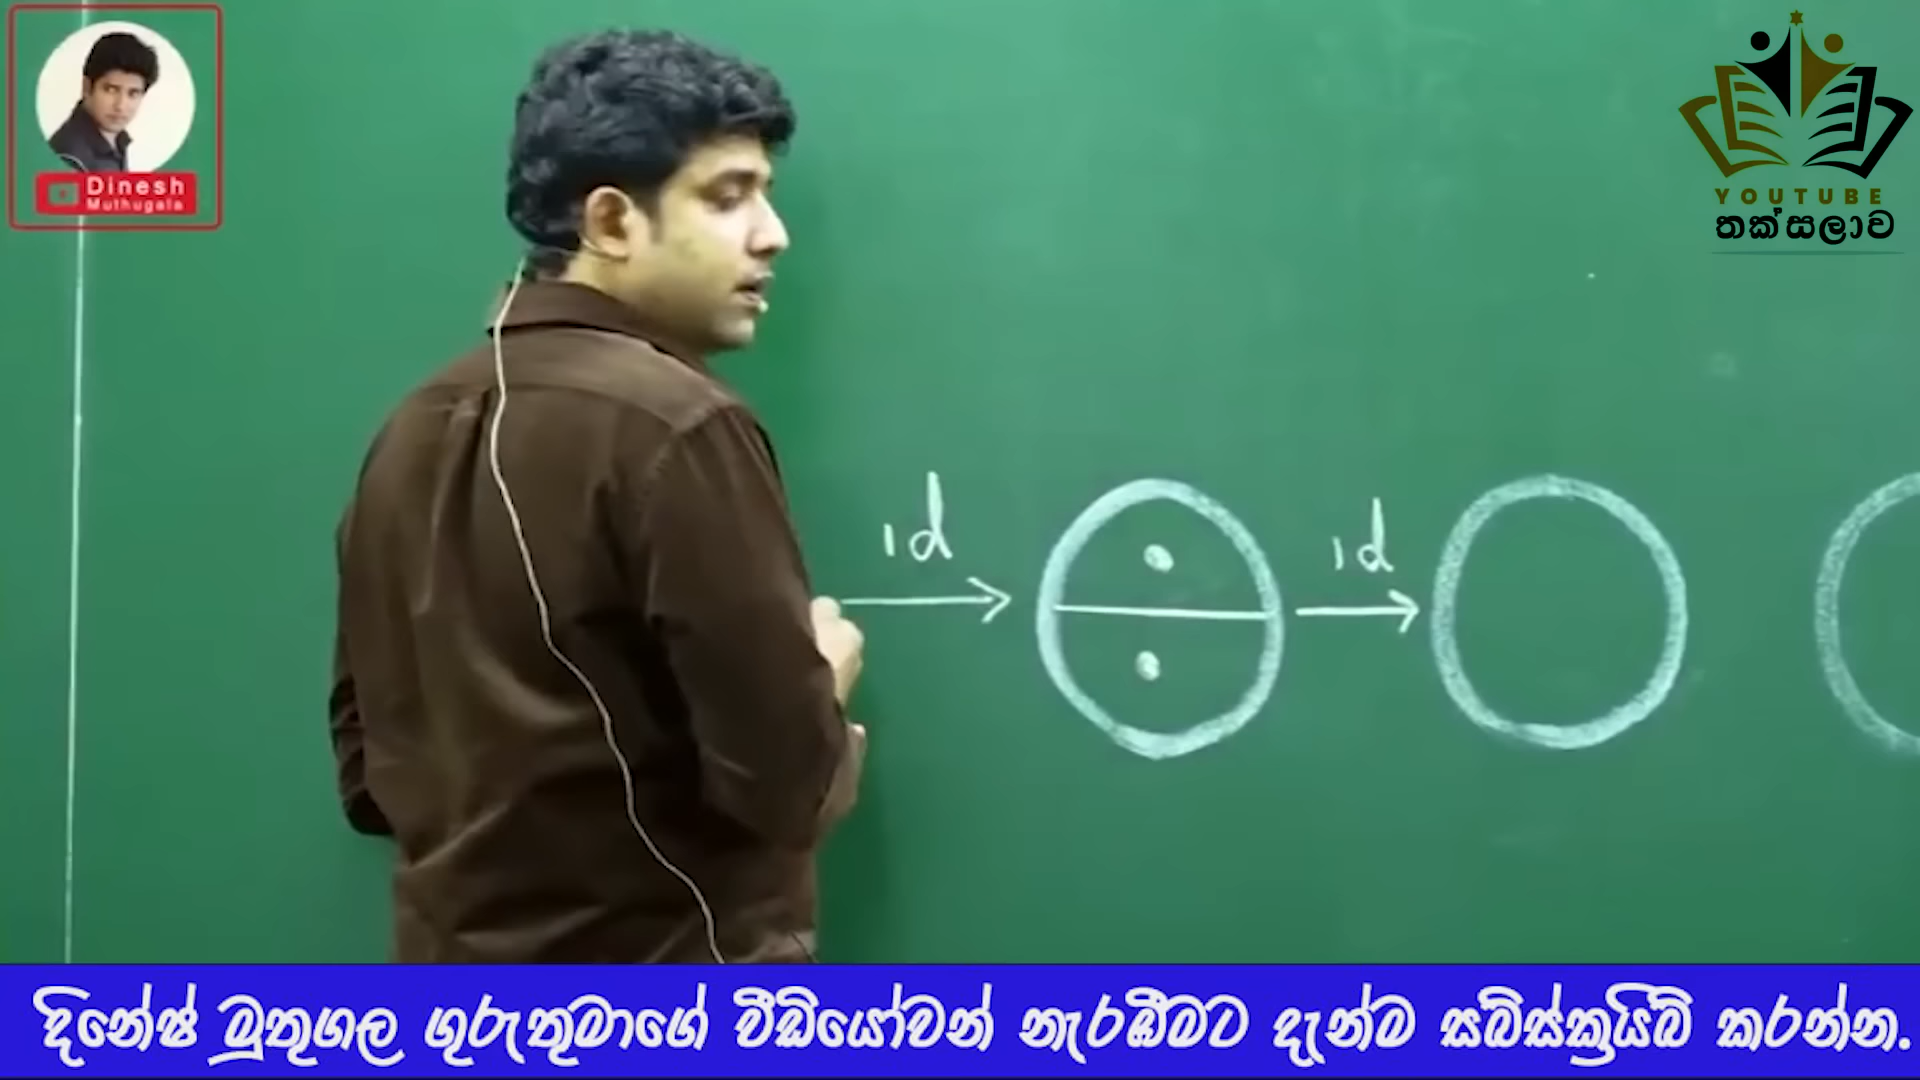 Dinesh
Muthugala
YOUTUBE
තක්සලාව
1d
1d
දිනේෂ් මුතුගල ගුරුතුමාගේ වීඩියෝවන් නැරඹීමට දැන්ම සබ්ස්ක්‍රයිබ් කරන්න.